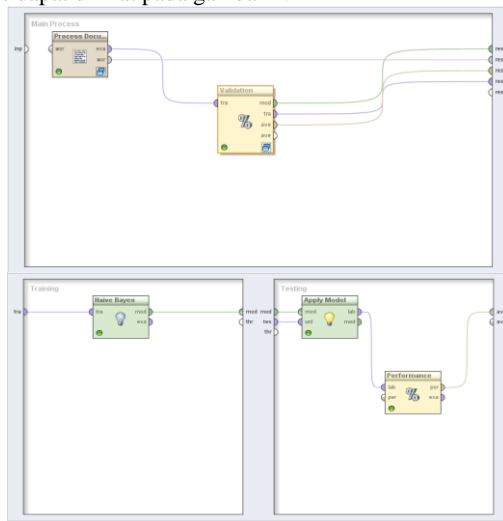 Main Process
Process Docu...
inp
wor
exa
wor
res
res
res
res
res
Validation
tra
mod
tra
ave
ave
Training
Testing
Naive Bayes
Apply Model
tra
tra
mod
exa
mod
thr
mod
tes
thr
mod
unl
lab
mod
Performance
lab
per
per
exa